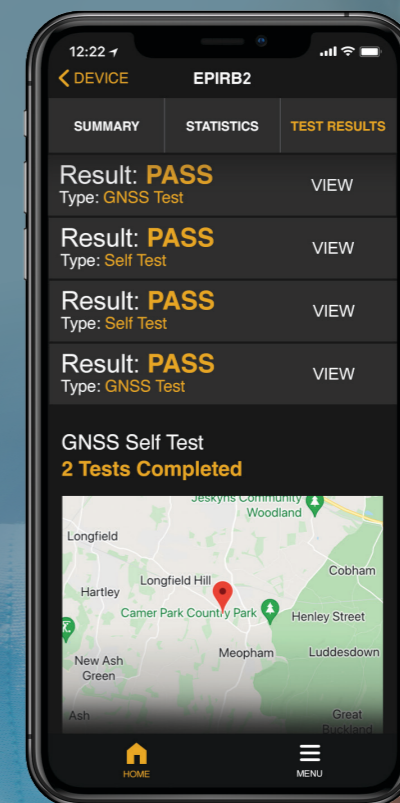 12:22
DEVICE
EPIRB2
SUMMARY
STATISTICS
TEST RESULTS
Result: PASS
Type: GNSS Test
VIEW
Result: PASS
Type: Self Test
VIEW
Result: PASS
Type: Self Test
VIEW
Result: PASS
Type: GNSS Test
VIEW
GNSS Self Test
2 Tests Completed
Jeskyns Community
Woodland
Longfield
Cobham
Longfield Hill
Hartley
Camer Park Country Park
Henley Street
Meopham
Luddesdown
New Ash
Green
Ash
Great
Buckland
HOME
MENU